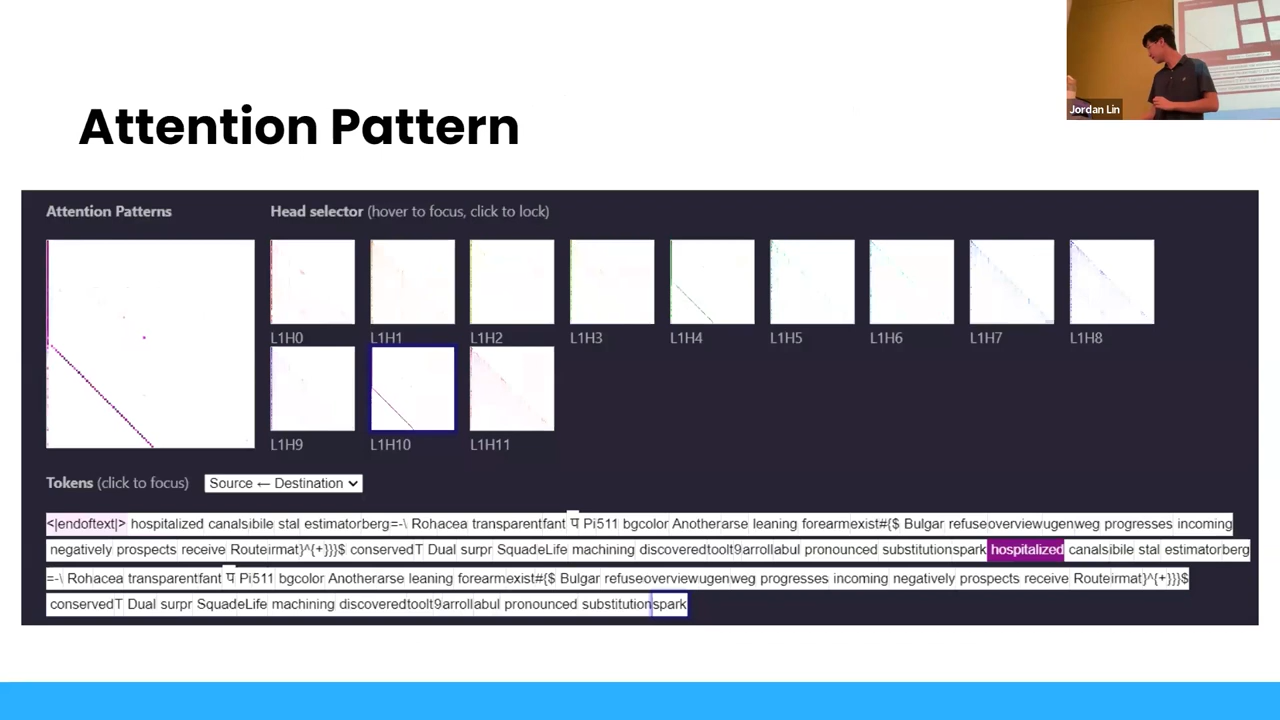 Jordan Lin
Attention Pattern
Attention Patterns
Head selector (hover to focus, click to lock)
L1H0 L1H1 L1H2 L1H3 L1H4 L1H5 L1H6 L1H7 L1H8
L1H9 L1H10 L1H11
Tokens (click to focus) Source ← Destination
<|endoftext|> hospitalized canalsibile stal estimatorberg=-\ Rohacea transparentfant प Pi511 bgcolor Anotherarse leaning forearmexist#{$ Bulgar refuseoverviewugenweg progresses incoming
negatively prospects receive Routeirmat}^{+}}}$ conservedT Dual surpr SquadeLife machining discoveredtoolt9arrollabul pronounced substitutionspark hospitalized canalsibile stal estimatorberg
=-\ Rohacea transparentfant प Pi511 bgcolor Anotherarse leaning forearmexist#{$ Bulgar refuseoverviewugenweg progresses incoming negatively prospects receive Routeirmat}^{+}}}$
conservedT Dual surpr SquadeLife machining discoveredtoolt9arrollabul pronounced substitutionspark